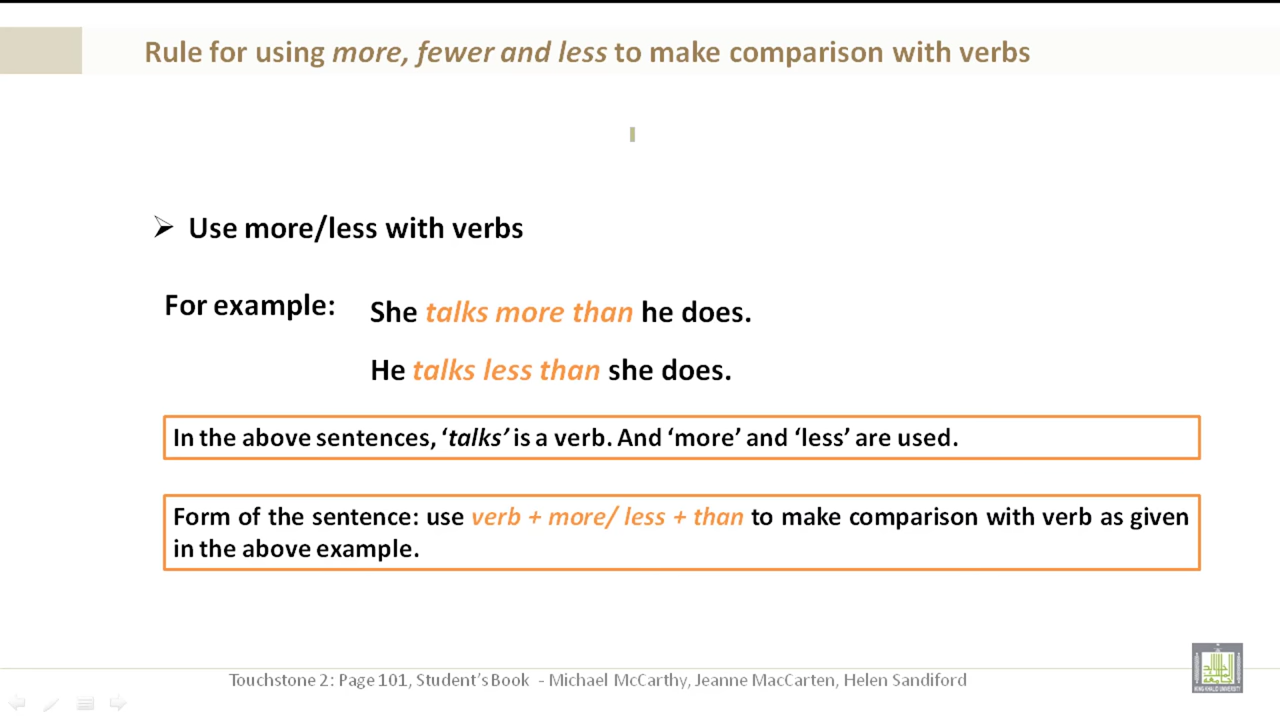 Rule for using more, fewer and less to make comparison with verbs
➢ Use more/less with verbs
For example:
She talks more than he does.
He talks less than she does.
In the above sentences, ‘talks’ is a verb. And ‘more’ and ‘less’ are used.
Form of the sentence: use verb + more/ less + than to make comparison with verb as given
in the above example.
Touchstone 2: Page 101, Student’s Book - Michael McCarthy, Jeanne MacCarten, Helen Sandiford
KING KHALID UNIVERSITY